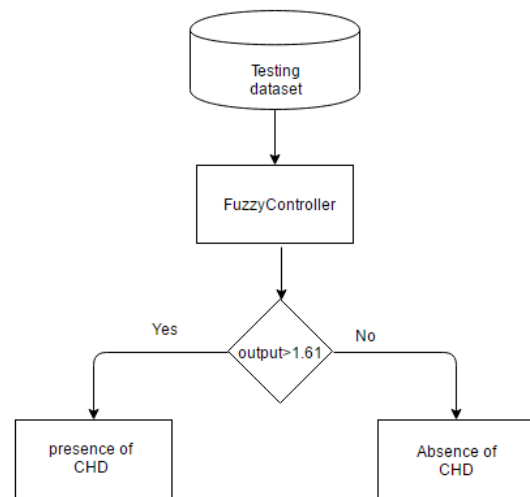 Testing
dataset
FuzzyController
output>1.61
Yes
No
presence of
CHD
Absence of
CHD